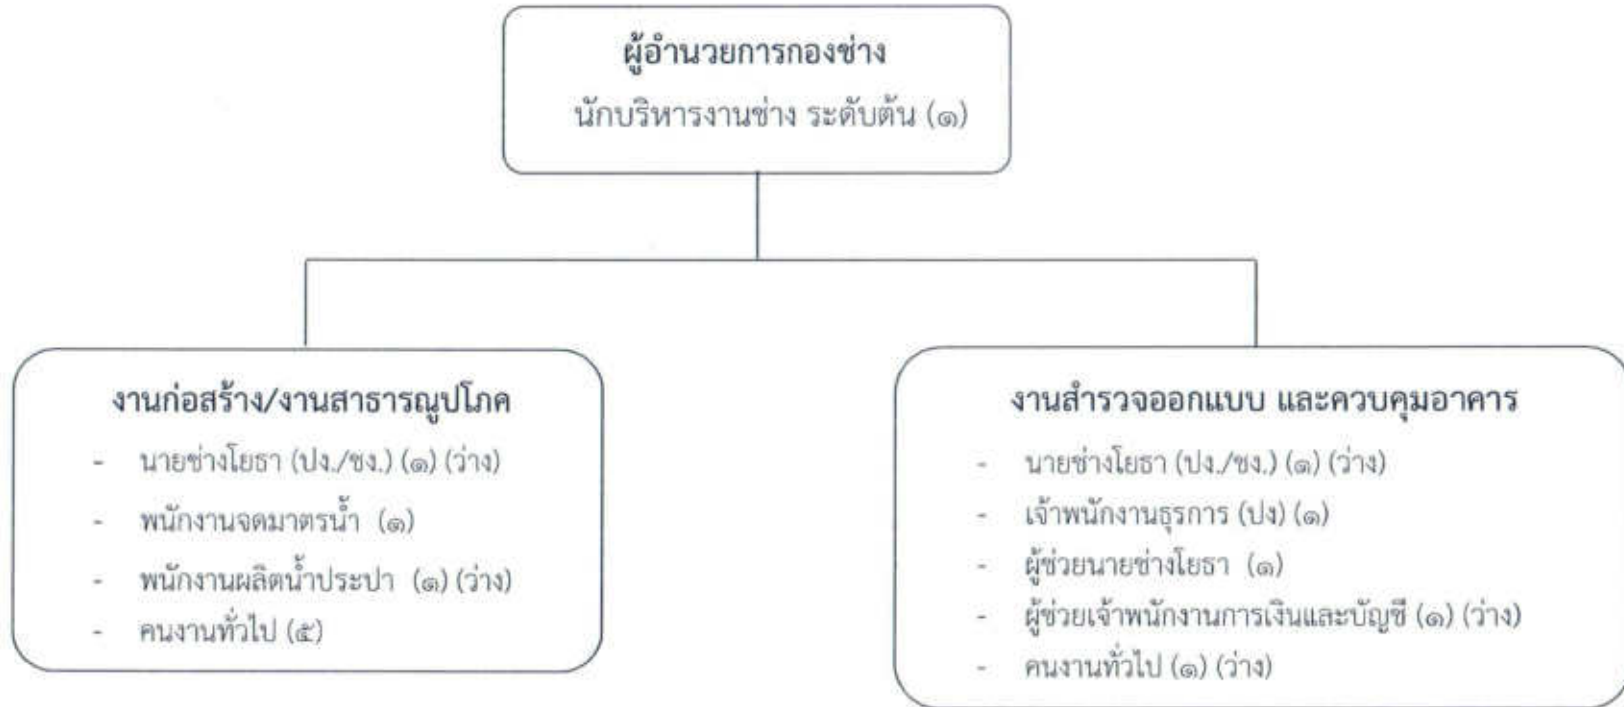 ผู้อำนวยการกองช่าง
นักบริหารงานช่าง ระดับต้น (๑)
งานก่อสร้าง/งานสาธารณูปโภค
- นายช่างโยธา (ปง./ชง.) (๑) (ว่าง)
- พนักงานจดมาตรน้ำ (๑)
- พนักงานผลิตน้ำประปา (๑) (ว่าง)
- คนงานทั่วไป (๕)
งานสำรวจออกแบบ และควบคุมอาคาร
- นายช่างโยธา (ปง./ชง.) (๑) (ว่าง)
- เจ้าพนักงานธุรการ (ปง) (๑)
- ผู้ช่วยนายช่างโยธา (๑)
- ผู้ช่วยเจ้าพนักงานการเงินและบัญชี (๑) (ว่าง)
- คนงานทั่วไป (๑) (ว่าง)